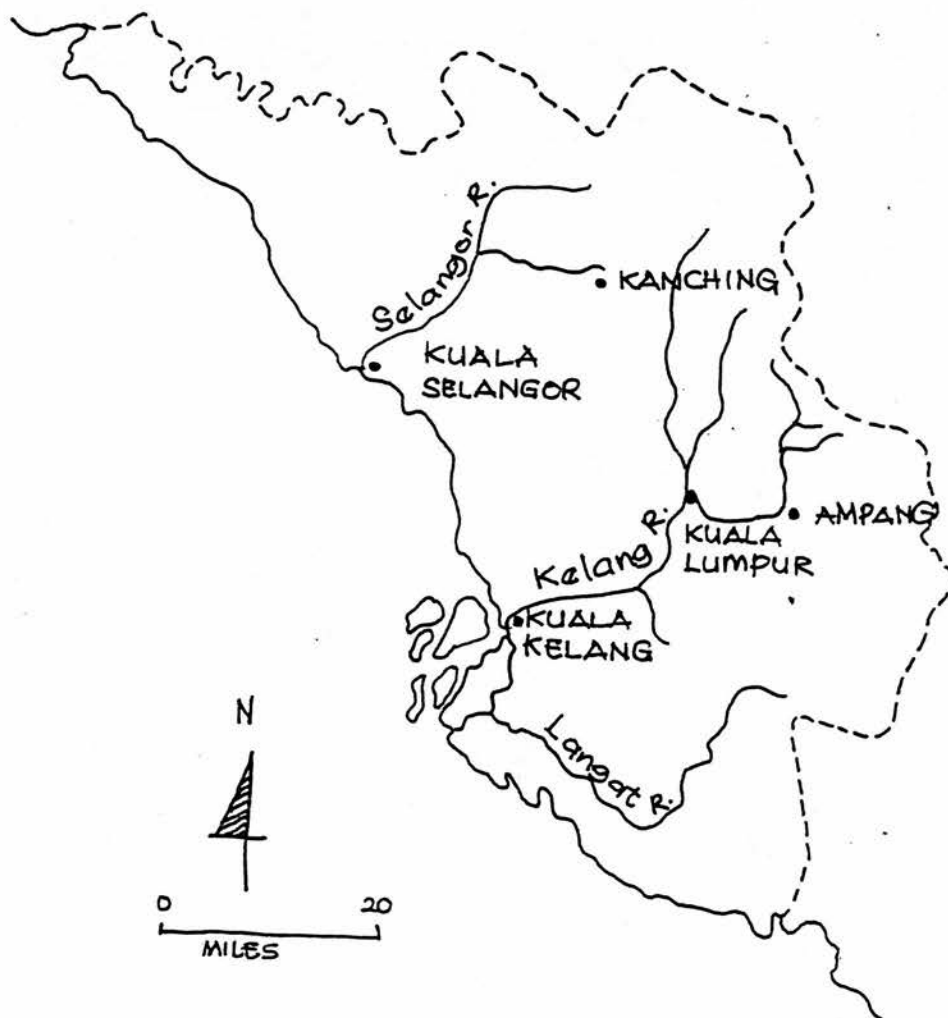 Selangor R.
KANCHING
KUALA
SELANGOR
Kelang R.
KUALA
LUMPUR
AMPANG
KUALA
KELANG
Langat R.
N
0 20
MILES